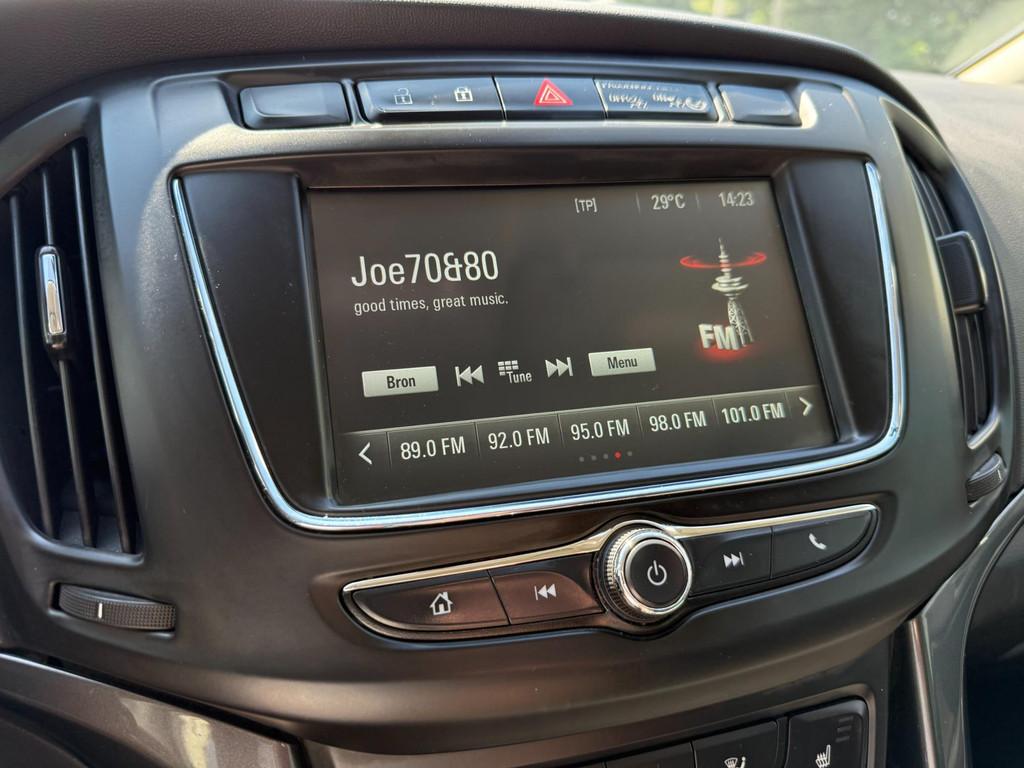 [TP] 29°C 14:23
Joe70&80
good times, great music.
FM
Bron Tune Menu
89.0 FM 92.0 FM 95.0 FM 98.0 FM 101.0 FM